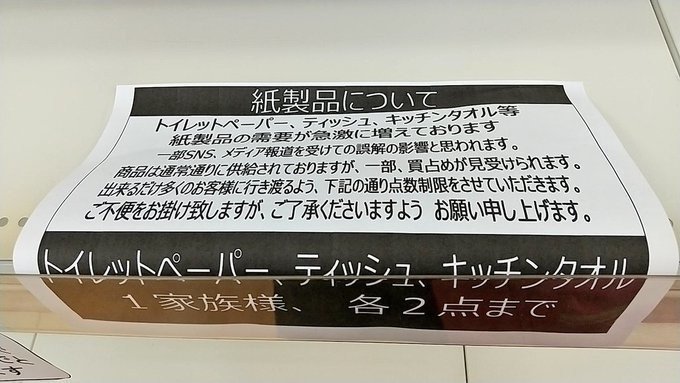 紙製品について
トイレットペーパー、ティッシュ、キッチンタオル等
紙製品の需要が急激に増えております
一部SNS、メディア報道を受けての誤解の影響と思われます。
商品は通常通りに供給されておりますが、一部、買占めが見受けられます。
出来るだけ多くのお客様に行き渡るよう、下記の通り点数制限をさせていただきます。
ご不便をお掛け致しますが、ご了承くださいますよう お願い申し上げます。
トイレットペーパー、ティッシュ、キッチンタオル
１家族様、 各２点まで